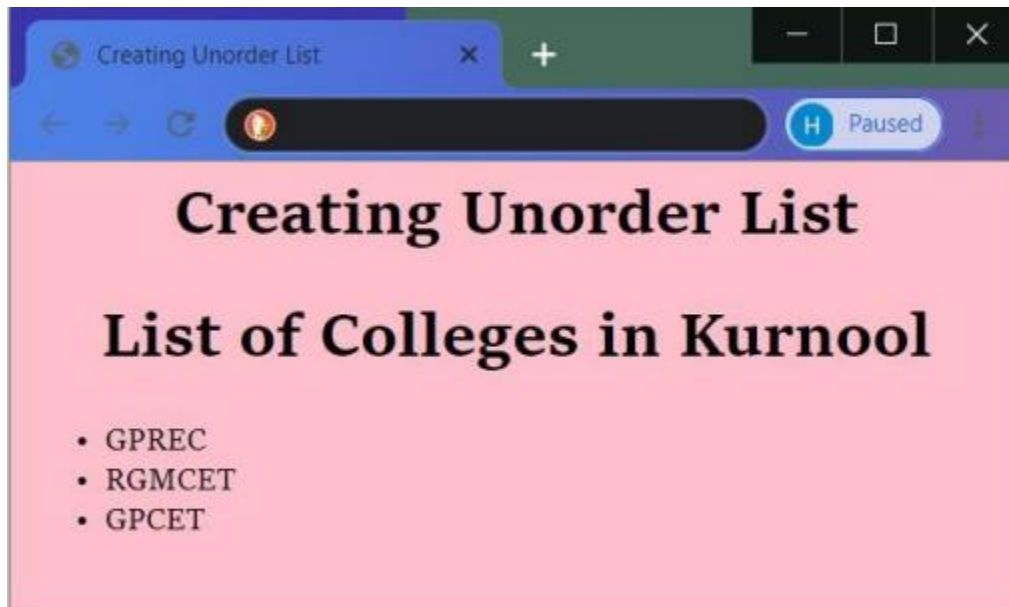 Creating Unorder List
H Paused
Creating Unorder List
List of Colleges in Kurnool
• GPREC
• RGMCET
• GPCET